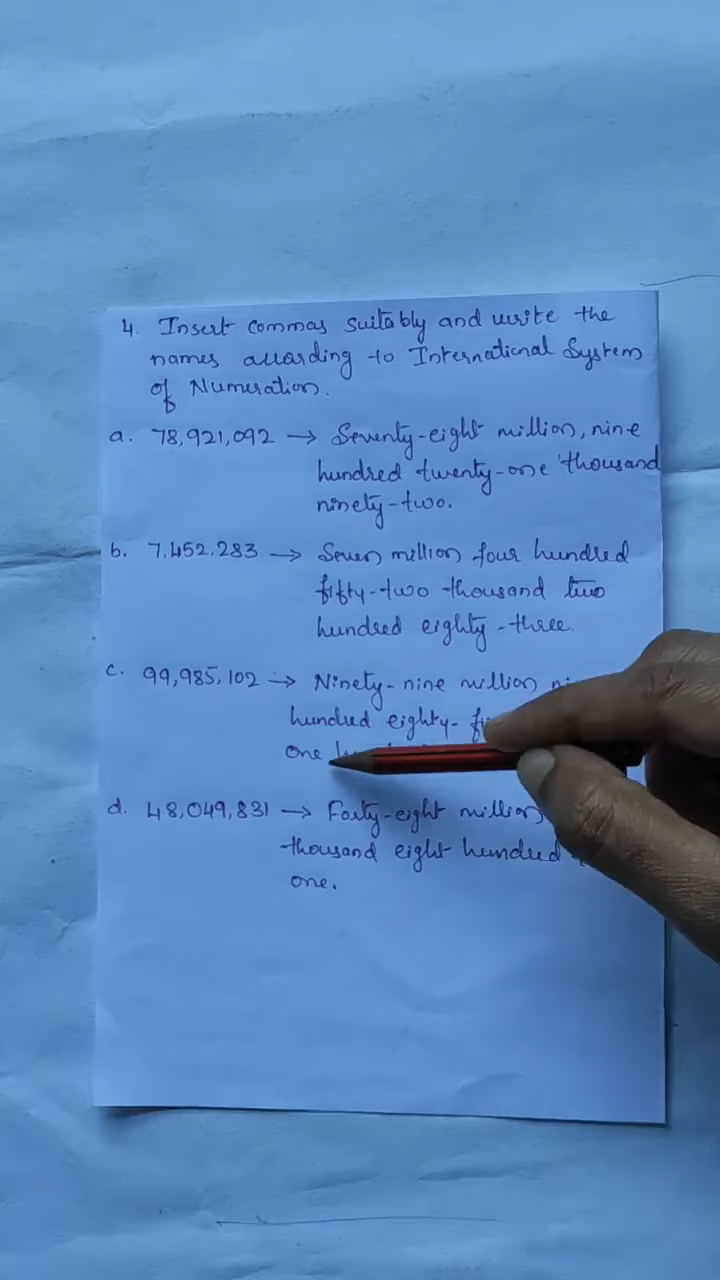 4. Insert commas suitably and write the
names according to International System
of Numeration.
a. 78,921,092 → Seventy-eight million, nine
hundred twenty-one thousand
ninety-two.
b. 7,452,283 → Seven million four hundred
fifty-two thousand two
hundred eighty-three.
c. 99,985,102 → Ninety-nine million
hundred eighty-
one
d. 48,049,831 → Forty-eight million
thousand eight hundred
one.